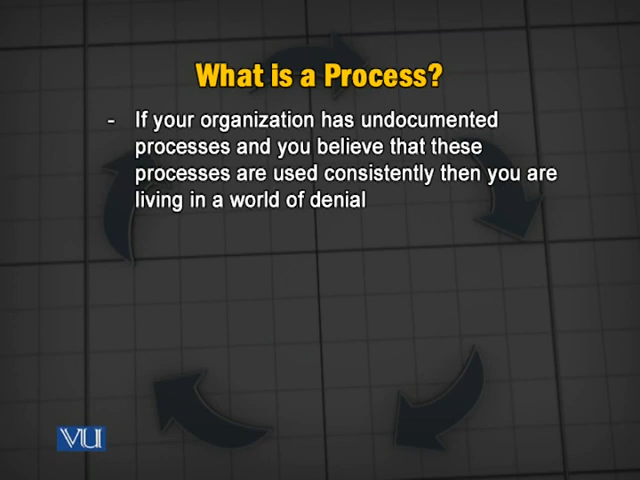 What is a Process?
- If your organization has undocumented
processes and you believe that these
processes are used consistently then you are
living in a world of denial
VU